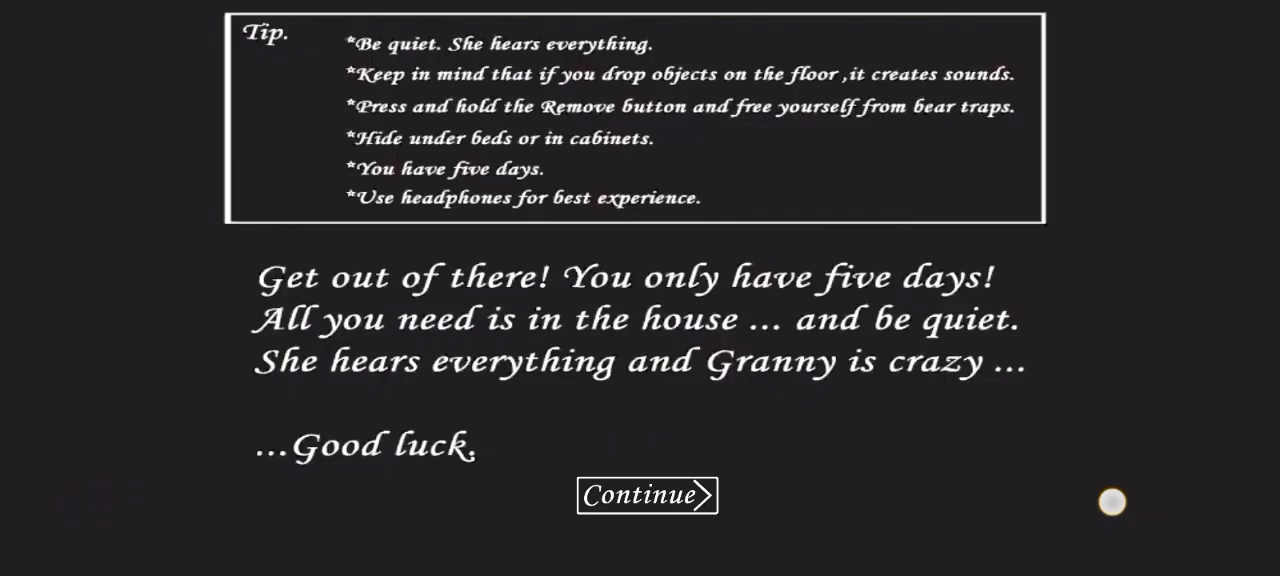 Tip.
*Be quiet. She hears everything.
*Keep in mind that if you drop objects on the floor ,it creates sounds.
*Press and hold the Remove button and free yourself from bear traps.
*Hide under beds or in cabinets.
*You have five days.
*Use headphones for best experience.
Get out of there! You only have five days!
All you need is in the house ... and be quiet.
She hears everything and Granny is crazy ...
...Good luck.
Continue